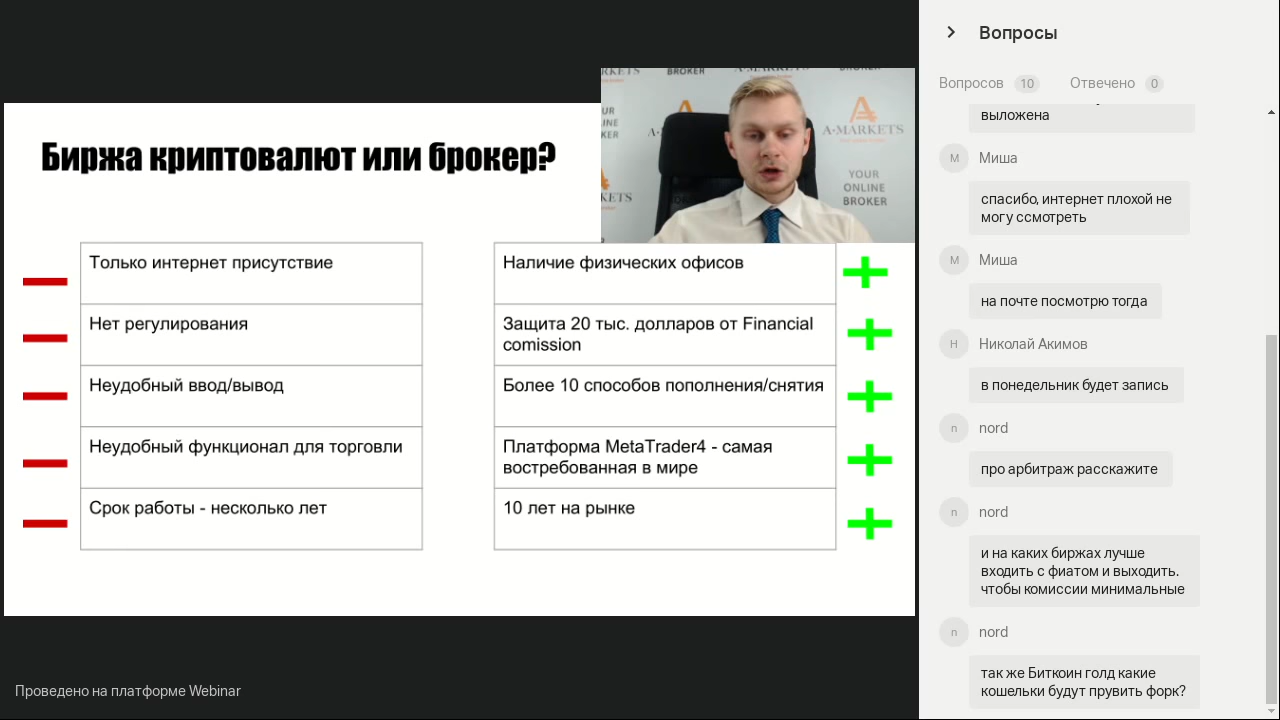 Биржа криптовалют или брокер?
Только интернет присутствие
Нет регулирования
Неудобный ввод/вывод
Неудобный функционал для торговли
Срок работы - несколько лет
Наличие физических офисов
Защита 20 тыс. долларов от Financial
comission
Более 10 способов пополнения/снятия
Платформа MetaTrader4 - самая
востребованная в мире
10 лет на рынке
BROKER
A-MARKETS
YOUR
ONLINE
BROKER
Проведено на платформе Webinar
Вопросы
Вопросов 10 Отвечено 0
выложена
М Миша
спасибо, интернет плохой не
могу ссмотреть
М Миша
на почте посмотрю тогда
Н Николай Акимов
в понедельник будет запись
n nord
про арбитраж расскажите
n nord
и на каких биржах лучше
входить с фиатом и выходить.
чтобы комиссии минимальные
n nord
так же Биткоин голд какие
кошельки будут прувить форк?